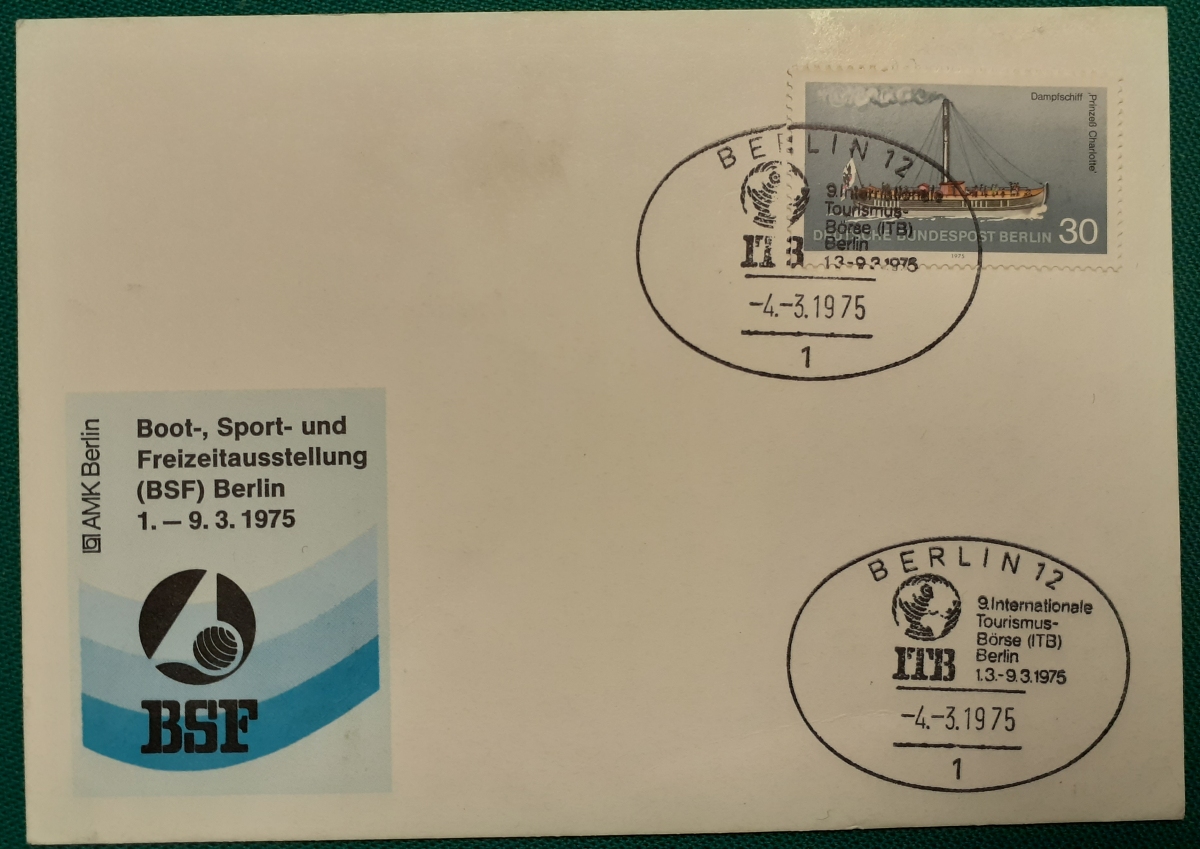 Dampfschiff
'Prinzeß Charlotte'
DEUTSCHE BUNDESPOST BERLIN 30
1975
BERLIN 12
9.Internationale
Tourismus-
Börse (ITB)
Berlin
1.3.-9.3.1975
ITB
-4.-3.1975
1
AMK Berlin
Boot-, Sport- und
Freizeitausstellung
(BSF) Berlin
1. — 9. 3. 1975
BSF
BERLIN 12
9.Internationale
Tourismus-
Börse (ITB)
Berlin
1.3.-9.3.1975
ITB
-4.-3.1975
1